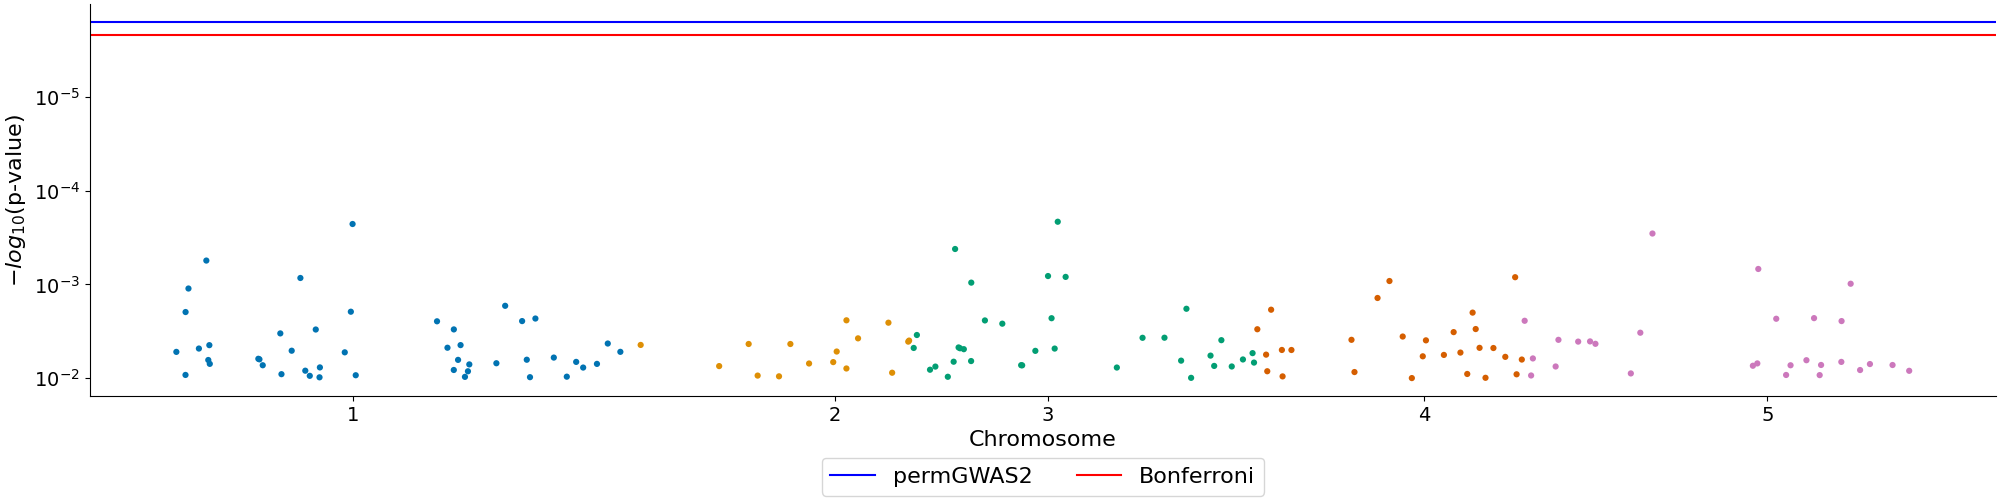 −log₁₀(p-value)
10⁻⁵
10⁻⁴
10⁻³
10⁻²
1 2 3 4 5
Chromosome
permGWAS2 Bonferroni